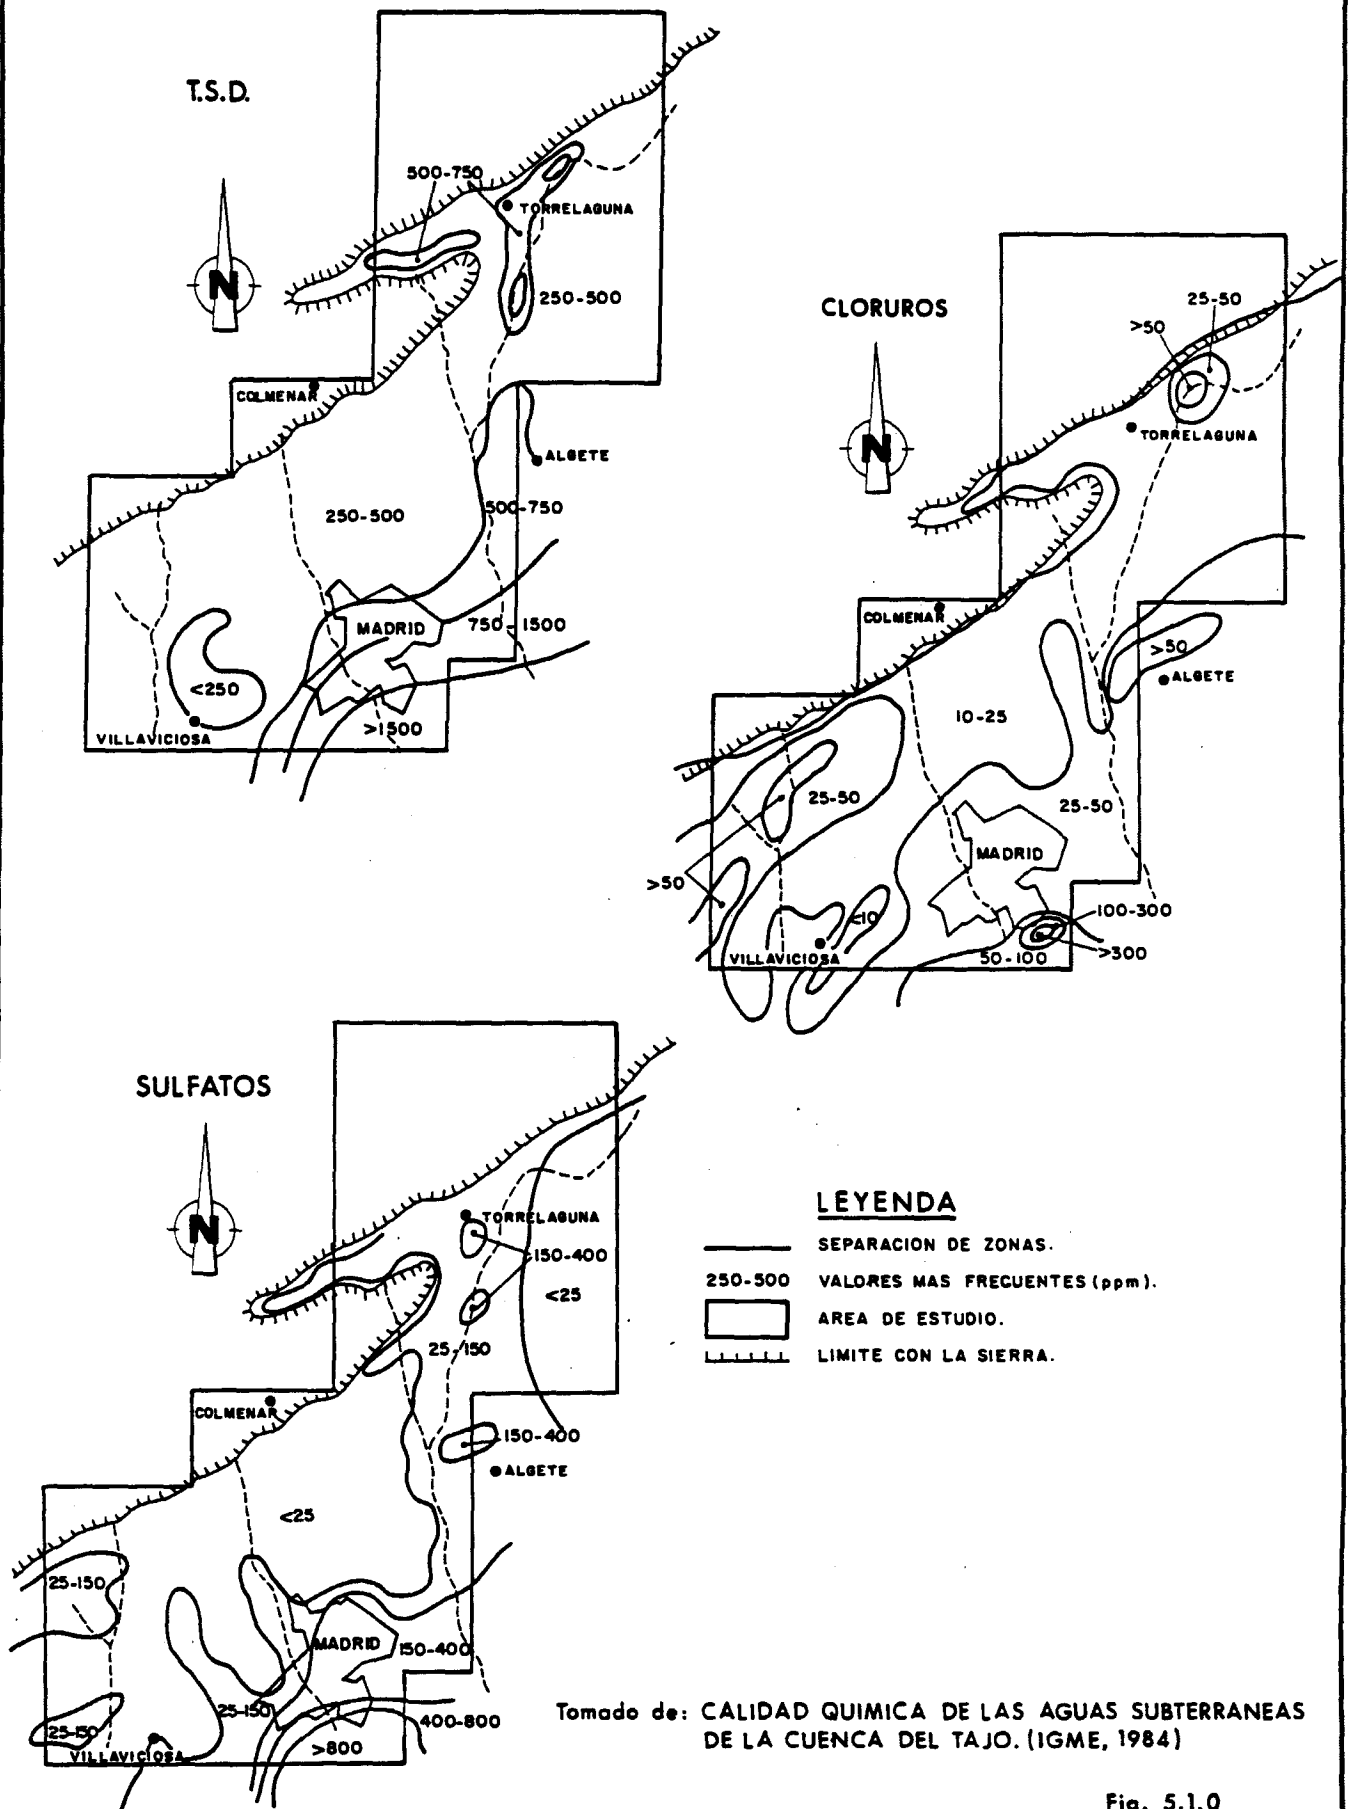 T.S.D.
500-750
TORRELAGUNA
N
250-500
COLMENAR
ALGETE
250-500
500-750
MADRID
750-1500
<250
VILLAVICIOSA
>1500
CLORUROS
25-50
>50
N
TORRELAGUNA
COLMENAR
>50
ALGETE
10-25
25-50
25-50
MADRID
>50
<10
100-300
VILLAVICIOSA
50-100
>300
SULFATOS
N
TORRELAGUNA
150-400
<25
25-150
COLMENAR
150-400
ALGETE
<25
25-150
MADRID
150-400
25-150
25-150
400-800
VILLAVICIOSA
>800
LEYENDA
SEPARACION DE ZONAS.
250-500 VALORES MAS FRECUENTES (ppm).
AREA DE ESTUDIO.
LIMITE CON LA SIERRA.
Tomado de: CALIDAD QUIMICA DE LAS AGUAS SUBTERRANEAS
DE LA CUENCA DEL TAJO. (IGME, 1984)
Fig. 5.1.0